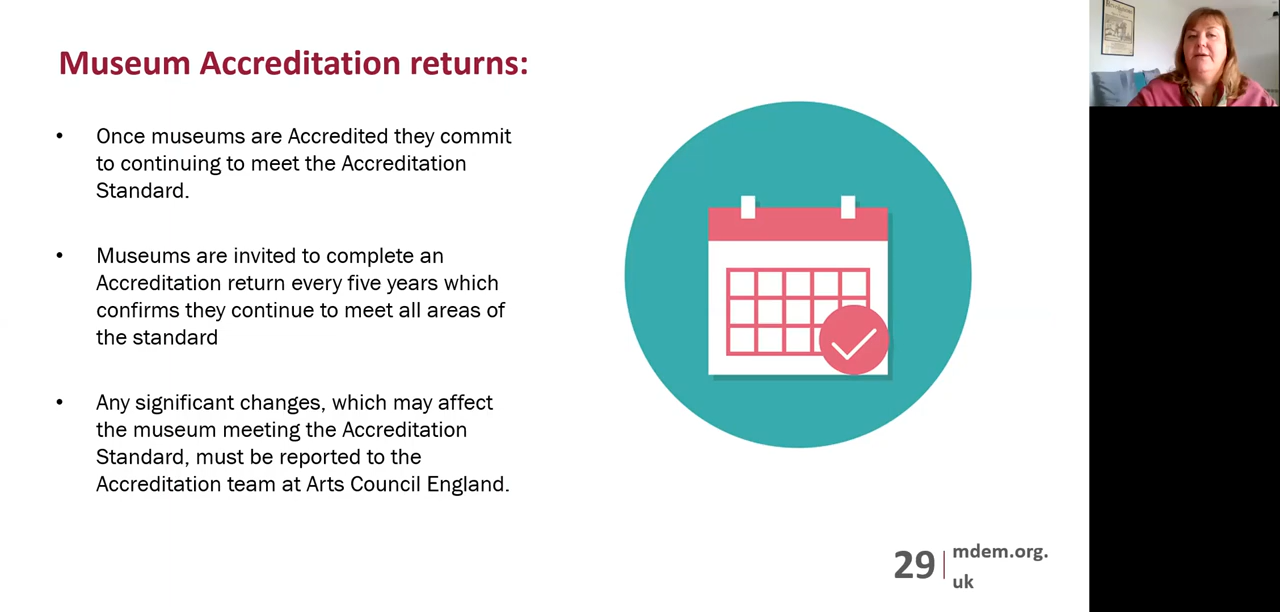 Museum Accreditation returns:
• Once museums are Accredited they commit
to continuing to meet the Accreditation
Standard.
• Museums are invited to complete an
Accreditation return every five years which
confirms they continue to meet all areas of
the standard
• Any significant changes, which may affect
the museum meeting the Accreditation
Standard, must be reported to the
Accreditation team at Arts Council England.
29
mdem.org.
uk